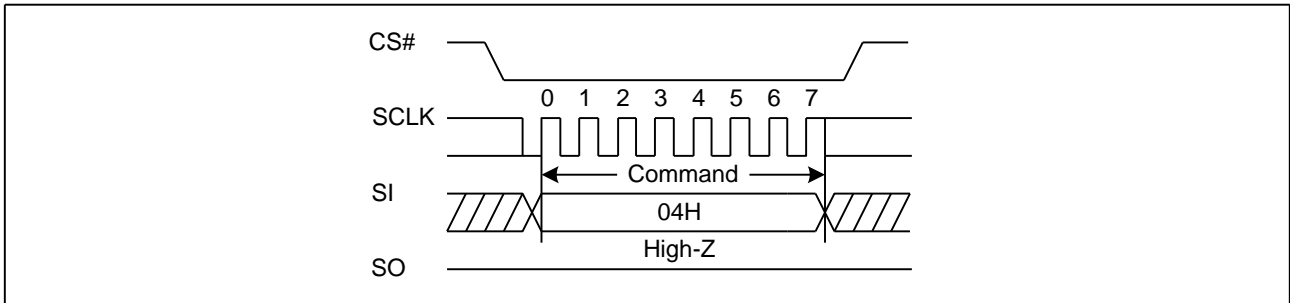 CS#
0 1 2 3 4 5 6 7
SCLK
Command
SI
04H
High-Z
SO